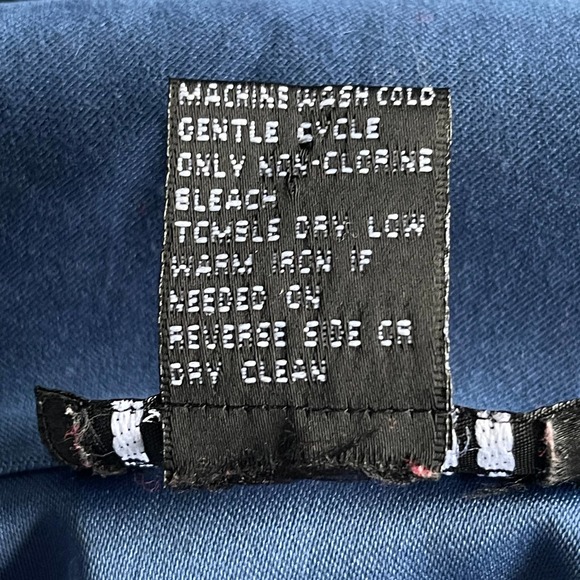 MACHINE WASH COLD
GENTLE CYCLE
ONLY NON-CLORINE
BLEACH
TCMBLE DRY LOW
WARM IRON IF
NEEDED ON
REVERSE SIDE OR
DRY CLEAN